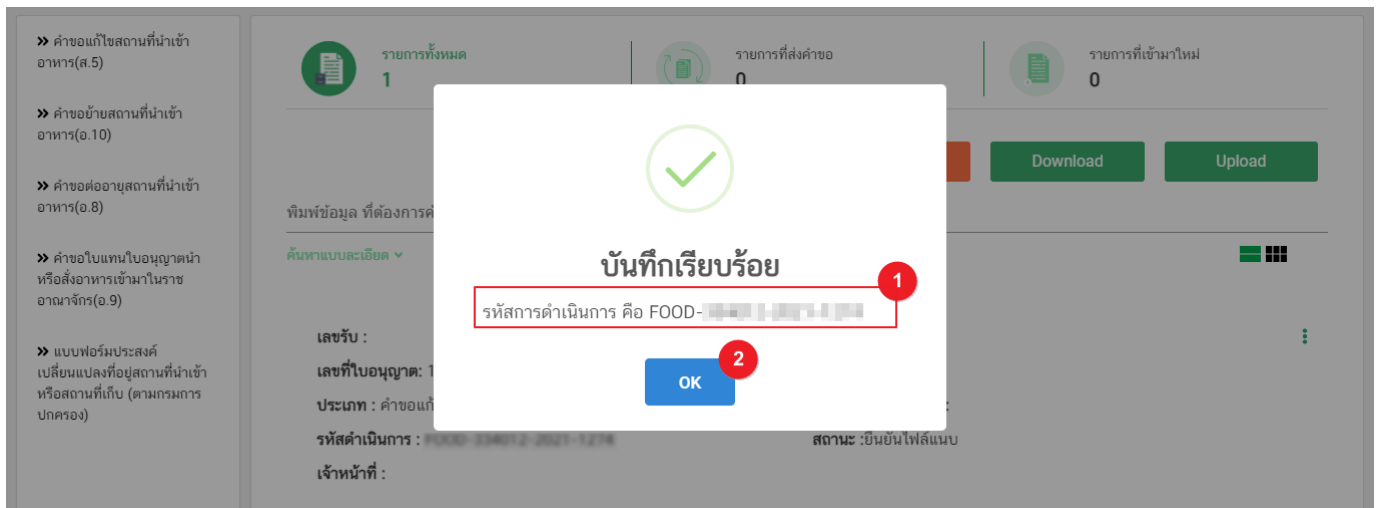 » คำขอแก้ไขสถานที่นำเข้า
อาหาร(ส.5)
» คำขอย้ายสถานที่นำเข้า
อาหาร(อ.10)
» คำขอต่ออายุสถานที่นำเข้า
อาหาร(อ.8)
» คำขอใบแทนใบอนุญาตนำ
หรือสั่งอาหารเข้ามาในราช
อาณาจักร(อ.9)
» แบบฟอร์มประสงค์
เปลี่ยนแปลงที่อยู่สถานที่นำเข้า
หรือสถานที่เก็บ (ตามกรมการ
ปกครอง)
รายการทั้งหมด
1
รายการที่ส่งคำขอ
0
รายการที่เข้ามาใหม่
0
Download
Upload
พิมพ์ข้อมูล ที่ต้องการค้
ค้นหาแบบละเอียด
บันทึกเรียบร้อย
1
รหัสการดำเนินการ คือ FOOD-
2
OK
เลขรับ :
เลขที่ใบอนุญาต: 1
ประเภท : คำขอแก้
รหัสดำเนินการ :
สถานะ :ยืนยันไฟล์แนบ
เจ้าหน้าที่ :